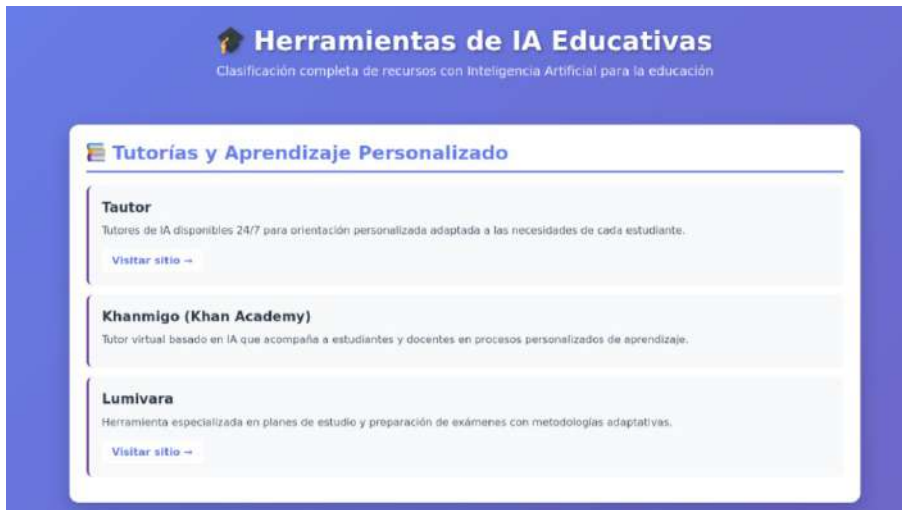 Herramientas de IA Educativas
Clasificación completa de recursos con Inteligencia Artificial para la educación
Tutorías y Aprendizaje Personalizado
Tautor
Tutores de IA disponibles 24/7 para orientación personalizada adaptada a las necesidades de cada estudiante.
Visitar sitio →
Khanmigo (Khan Academy)
Tutor virtual basado en IA que acompaña a estudiantes y docentes en procesos personalizados de aprendizaje.
Lumivara
Herramienta especializada en planes de estudio y preparación de exámenes con metodologías adaptativas.
Visitar sitio →